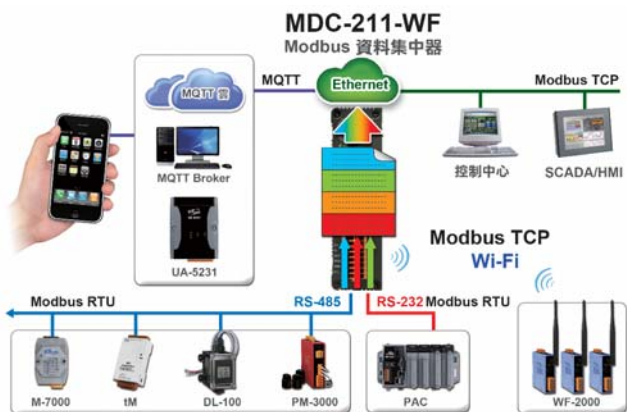 MDC-211-WF
Modbus 資料集中器
MQTT
Ethernet
Modbus TCP
MQTT 雲
MQTT Broker
UA-5231
控制中心
SCADA/HMI
Modbus TCP
Wi-Fi
Modbus RTU
RS-485
RS-232 Modbus RTU
M-7000
tM
DL-100
PM-3000
PAC
WF-2000